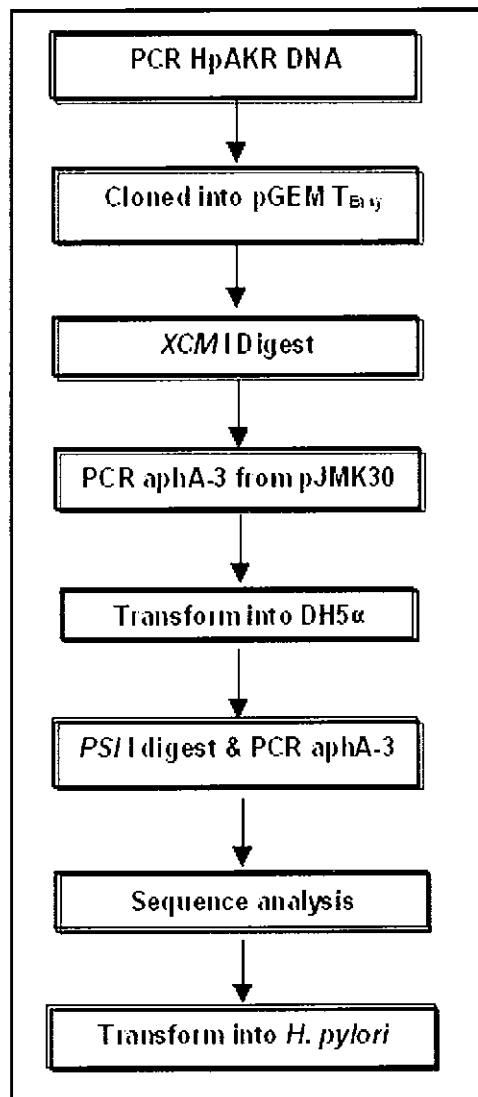 PCR HpAKR DNA
Cloned into pGEM T
XCM I Digest
PCR aphA-3 from pJMK30
Transform into DH5α
PSI I digest & PCR aphA-3
Sequence analysis
Transform into H. pylori